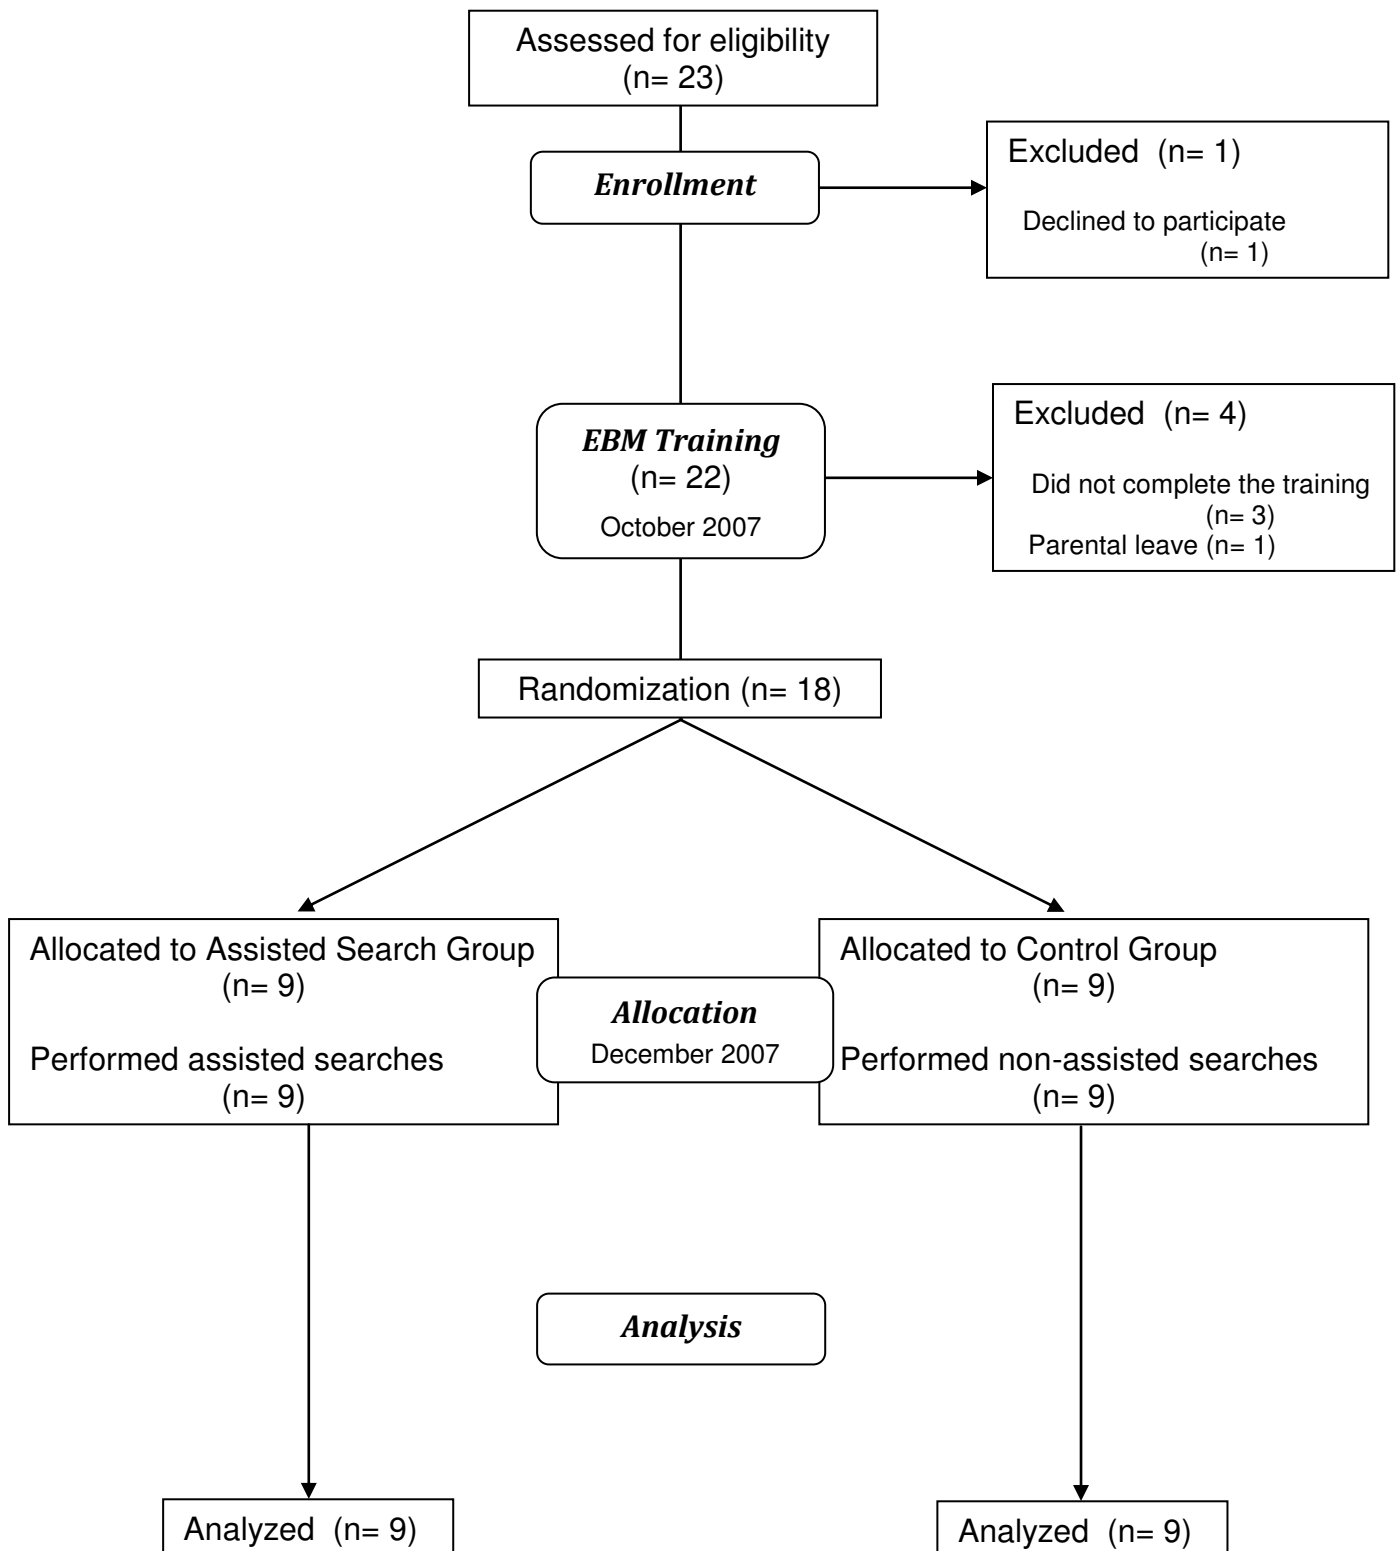 Assessed for eligibility
(n= 23)
Enrollment
Excluded (n= 1)
Declined to participate
(n= 1)
EBM Training
(n= 22)
October 2007
Excluded (n= 4)
Did not complete the training
(n= 3)
Parental leave (n= 1)
Randomization (n= 18)
Allocated to Assisted Search Group
(n= 9)
Performed assisted searches
(n= 9)
Allocation
December 2007
Allocated to Control Group
(n= 9)
Performed non-assisted searches
(n= 9)
Analysis
Analyzed (n= 9)
Analyzed (n= 9)